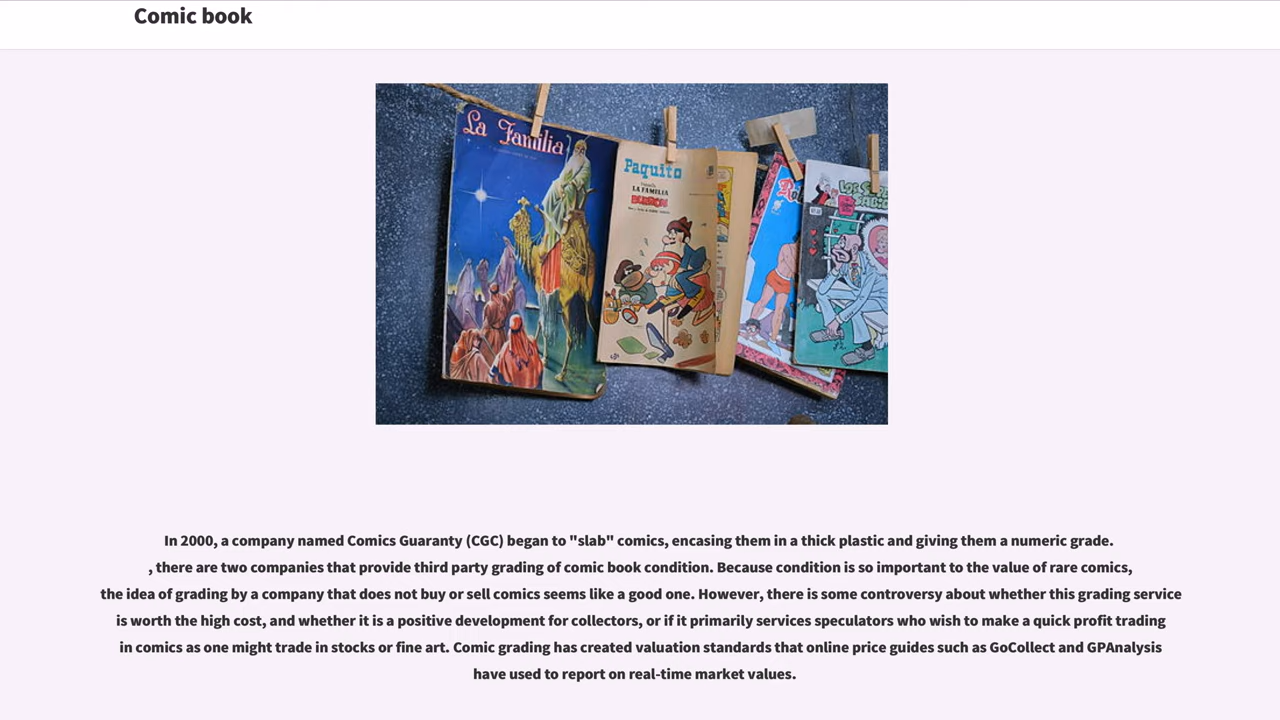 Comic book
La Familia
Paquito
LA FAMILIA
BURRÓN
In 2000, a company named Comics Guaranty (CGC) began to "slab" comics, encasing them in a thick plastic and giving them a numeric grade.
, there are two companies that provide third party grading of comic book condition. Because condition is so important to the value of rare comics,
the idea of grading by a company that does not buy or sell comics seems like a good one. However, there is some controversy about whether this grading service
is worth the high cost, and whether it is a positive development for collectors, or if it primarily services speculators who wish to make a quick profit trading
in comics as one might trade in stocks or fine art. Comic grading has created valuation standards that online price guides such as GoCollect and GPAnalysis
have used to report on real-time market values.